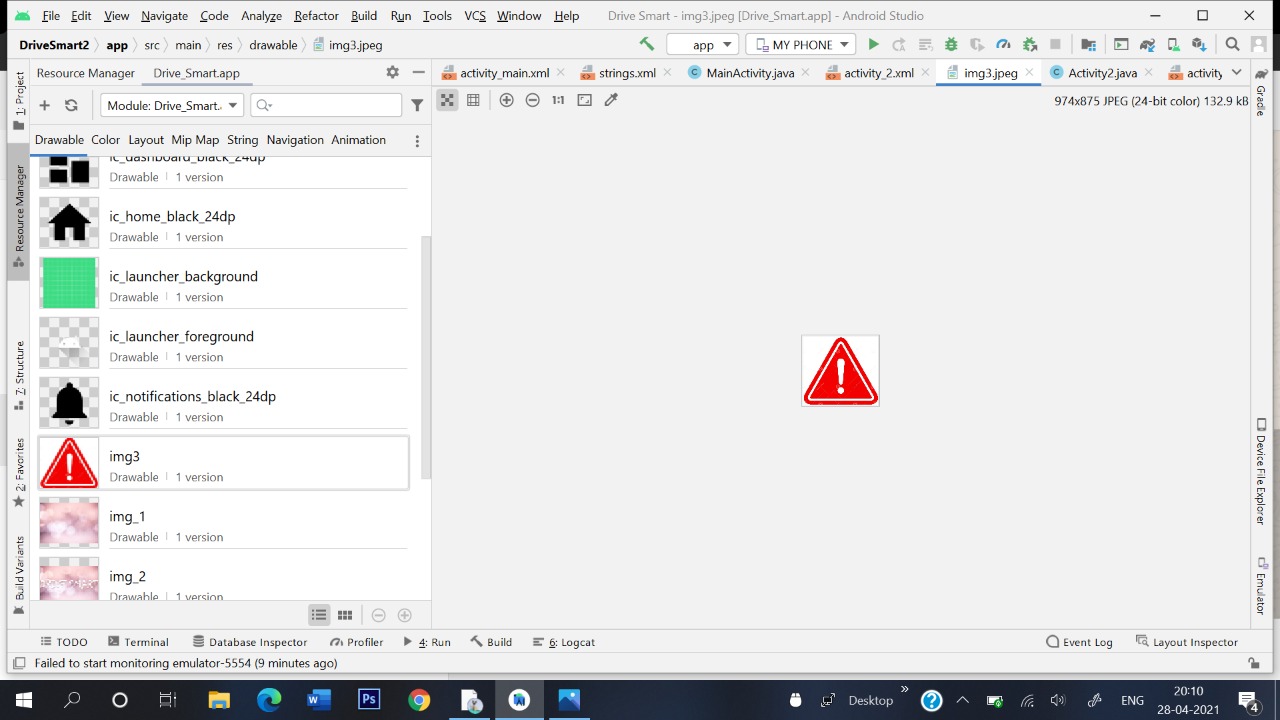 File Edit View Navigate Code Analyze Refactor Build Run Tools VCS Window Help Drive Smart - img3.jpeg [Drive_Smart.app] - Android Studio
DriveSmart2 app src main res drawable img3.jpeg app MY PHONE
Resource Manager Drive_Smart.app
activity_main.xml strings.xml MainActivity.java activity_2.xml img3.jpeg Activity2.java activity
Module: Drive_Smart.
1:1 974x875 JPEG (24-bit color) 132.9 kB
Drawable Color Layout Mip Map String Navigation Animation
ic_dashboard_black_24dp
Drawable 1 version
ic_home_black_24dp
Drawable 1 version
ic_launcher_background
Drawable 1 version
ic_launcher_foreground
Drawable 1 version
ic_notifications_black_24dp
Drawable 1 version
img3
Drawable 1 version
img_1
Drawable 1 version
img_2
Drawable 1 version
1: Project
Resource Manager
7: Structure
2: Favorites
Build Variants
Gradle
Device File Explorer
Emulator
TODO Terminal Database Inspector Profiler 4: Run Build 6: Logcat Event Log Layout Inspector
Failed to start monitoring emulator-5554 (9 minutes ago)
W Ps Desktop » ? ENG 20:10
28-04-2021 4